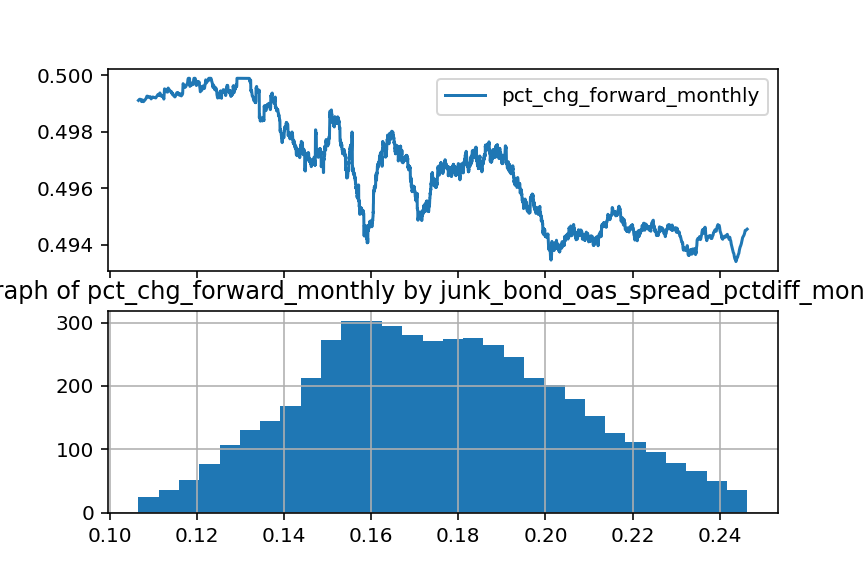 0.500
pct_chg_forward_monthly
0.498
0.496
0.494
raph of pct_chg_forward_monthly by junk_bond_oas_spread_pctdiff_mon
300
200
100
0
0.10 0.12 0.14 0.16 0.18 0.20 0.22 0.24